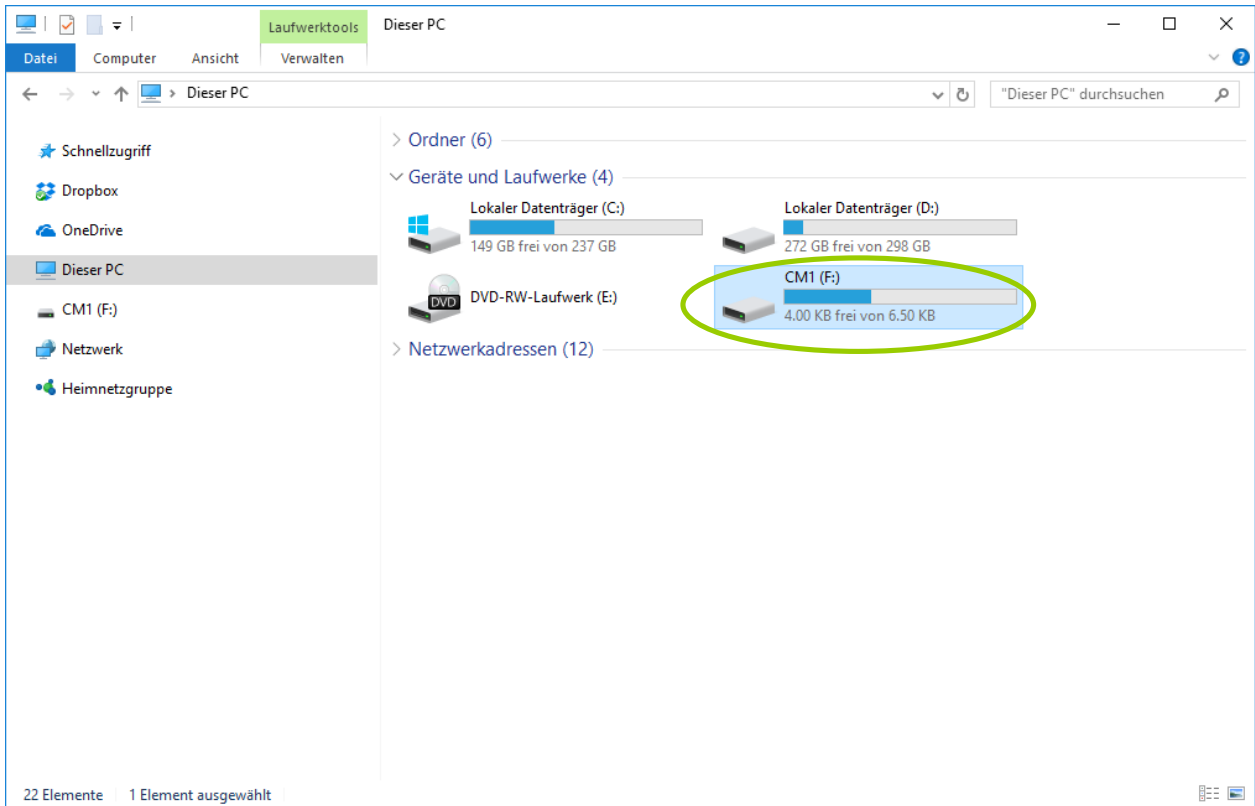 Laufwerktools
Dieser PC
Datei
Computer
Ansicht
Verwalten
Dieser PC
"Dieser PC" durchsuchen
Schnellzugriff
Dropbox
OneDrive
Dieser PC
CM1 (F:)
Netzwerk
Heimnetzgruppe
Ordner (6)
Geräte und Laufwerke (4)
Lokaler Datenträger (C:)
149 GB frei von 237 GB
Lokaler Datenträger (D:)
272 GB frei von 298 GB
DVD
DVD-RW-Laufwerk (E:)
CM1 (F:)
4.00 KB frei von 6.50 KB
Netzwerkadressen (12)
22 Elemente
1 Element ausgewählt